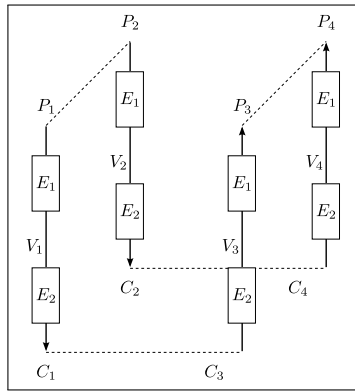 P₂ P₄
E₁ E₁
P₁ P₃
V₂ V₄
E₁ E₁
E₂ E₂
V₁ V₃
C₂ C₄
E₂ E₂
C₁ C₃